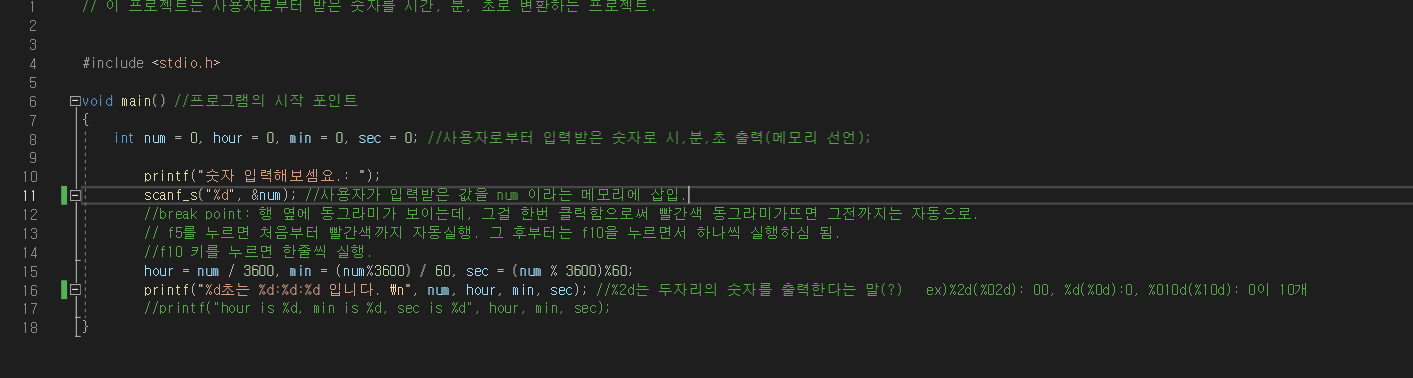 1 // 이 프로젝트는 사용자로부터 받은 숫자를 시간, 분, 초로 변환하는 프로젝트.
2
3
4 #include <stdio.h>
5
6 void main() //프로그램의 시작 포인트
7 {
8 int num = 0, hour = 0, min = 0, sec = 0; //사용자로부터 입력받은 숫자로 시,분,초 출력(메모리 선언);
9
10 printf("숫자 입력해보셈요.: ");
11 scanf_s("%d", &num); //사용자가 입력받은 값을 num 이라는 메모리에 삽입.
12 //break point: 행 옆에 동그라미가 보이는데, 그걸 한번 클릭함으로써 빨간색 동그라미가뜨면 그전까지는 자동으로.
13 // f5를 누르면 처음부터 빨간색까지 자동실행. 그 후부터는 f10을 누르면서 하나씩 실행하심 됨.
14 //f10 키를 누르면 한줄씩 실행.
15 hour = num / 3600, min = (num%3600) / 60, sec = (num % 3600)%60;
16 printf("%d초는 %d:%d:%d 입니다. ₩n", num, hour, min, sec); //%2d는 두자리의 숫자를 출력한다는 말(?) ex)%2d(%02d): 00, %d(%0d):0, %010d(%10d): 0이 10개
17 //printf("hour is %d, min is %d, sec is %d", hour, min, sec);
18 }